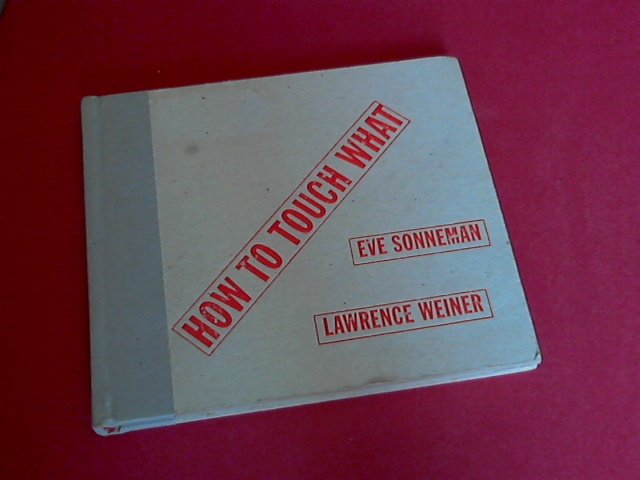 HOW TO TOUCH WHAT
EVE SONNEMAN
LAWRENCE WEINER